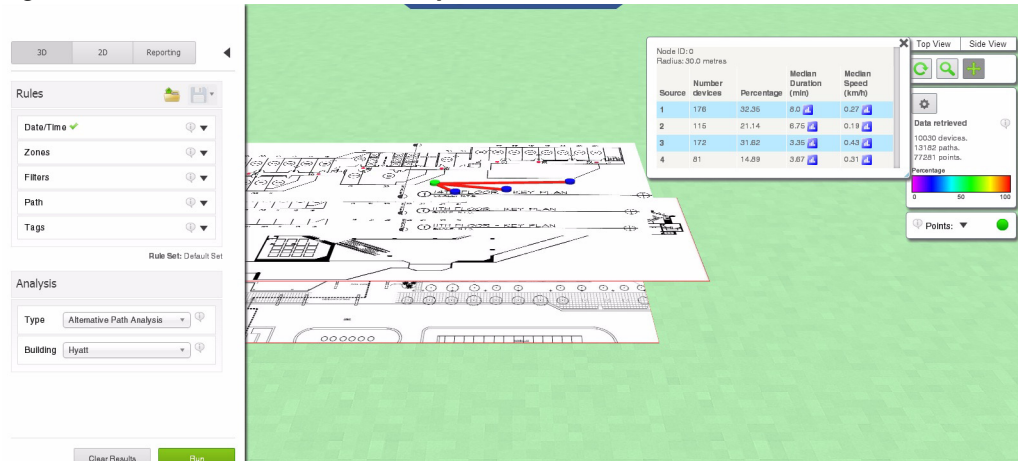 3D 2D Reporting
Rules
Date/Time
Zones
Filters
Path
Tags
Rule Set: Default Set
Analysis
Type Alternative Path Analysis
Building Hyatt
Clear Results Run
FLOOR - KEY PLAN
11TH FLOOR - KEY PLAN
Node ID: 0
Radius: 30.0 metres
Source Number devices Percentage Median Duration (min) Median Speed (km/h)
1 176 32.35 8.0 0.27
2 115 21.14 6.75 0.19
3 172 31.62 3.35 0.43
4 81 14.89 3.67 0.31
Top View Side View
Data retrieved
10030 devices.
13182 paths.
77281 points.
Percentage
0 50 100
Points: